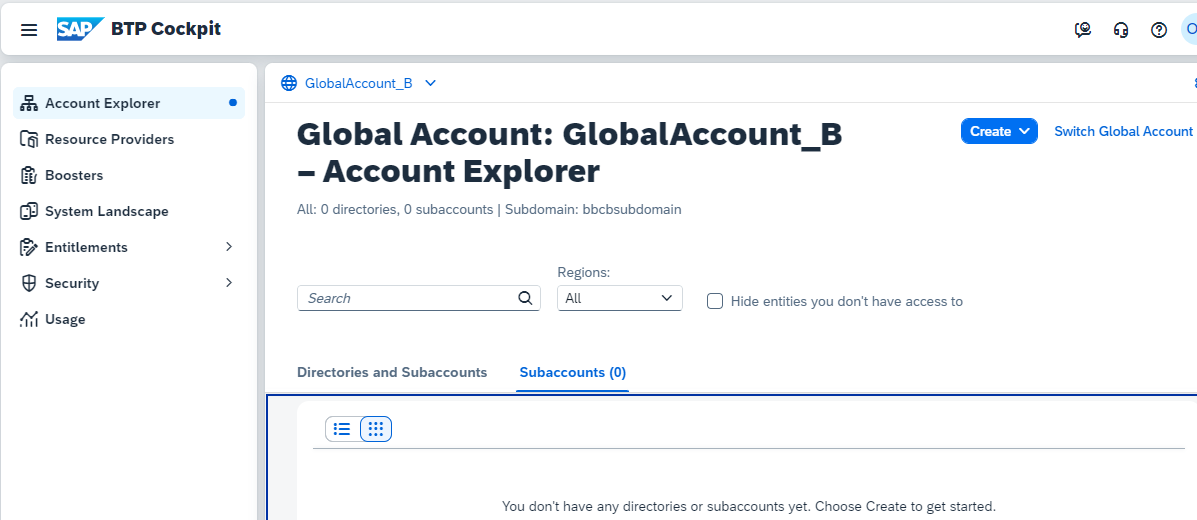 SAP BTP Cockpit
GlobalAccount_B
Account Explorer
Resource Providers
Boosters
System Landscape
Entitlements
Security
Usage
Global Account: GlobalAccount_B
– Account Explorer
Create
Switch Global Account
All: 0 directories, 0 subaccounts | Subdomain: bbcbsubdomain
Regions:
Search
All
Hide entities you don't have access to
Directories and Subaccounts
Subaccounts (0)
You don't have any directories or subaccounts yet. Choose Create to get started.